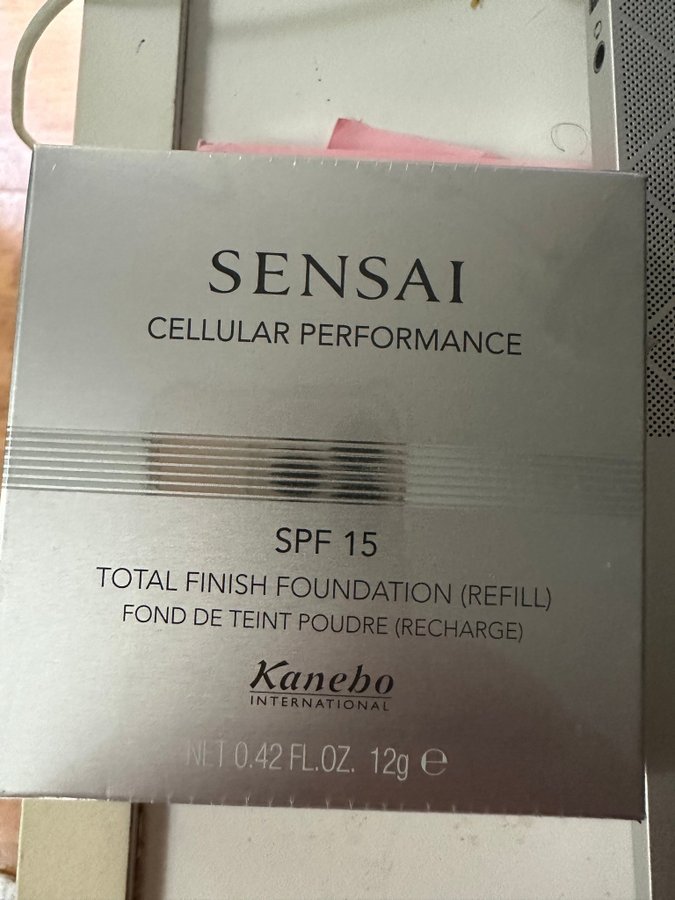 SENSAI
CELLULAR PERFORMANCE
SPF 15
TOTAL FINISH FOUNDATION (REFILL)
FOND DE TEINT POUDRE (RECHARGE)
Kanebo
INTERNATIONAL
NET 0.42 FL.OZ. 12g ℮